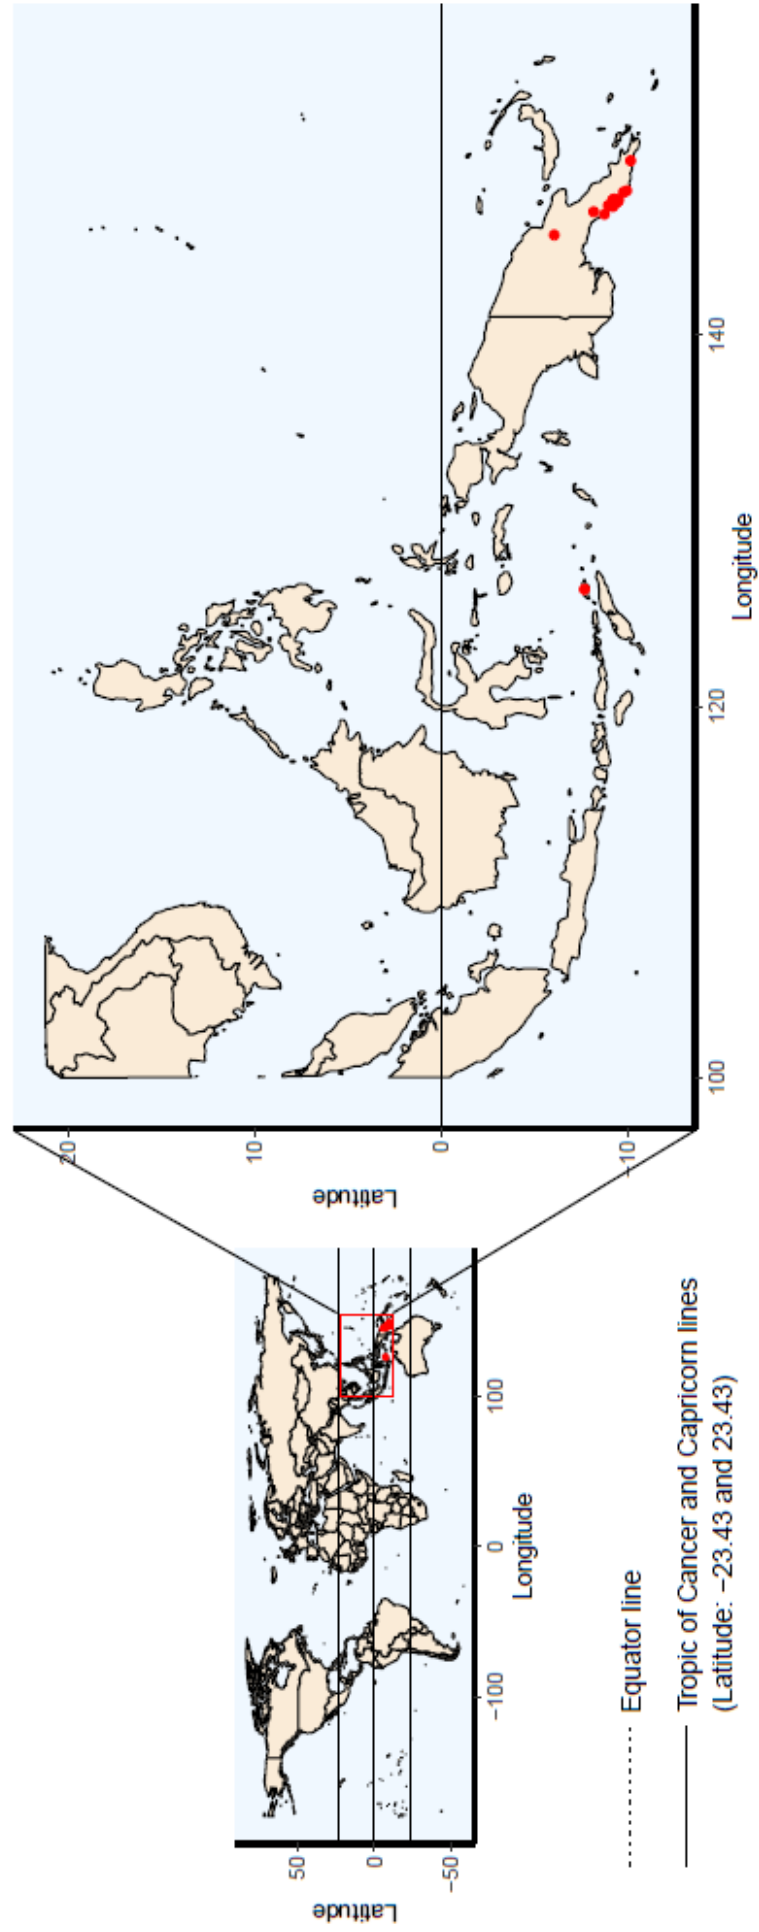 Latitude
50
0
−50
−100
0
100
Longitude
Latitude
20
10
0
−10
100
120
140
Longitude
Equator line
Tropic of Cancer and Capricorn lines
(Latitude: −23.43 and 23.43)